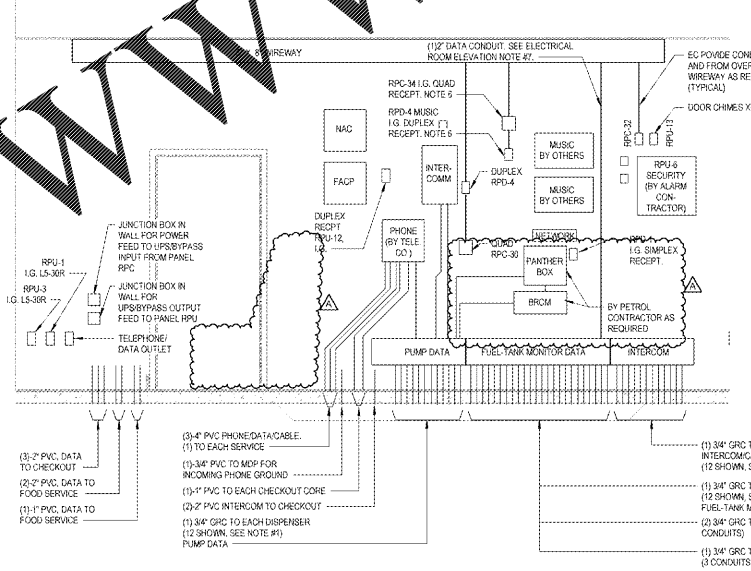 WWW
8" WIREWAY
(1)2" DATA CONDUIT. SEE ELECTRICAL
ROOM ELEVATION NOTE #7.
EC POVIDE COND
AND FROM OVER
WIREWAY AS RE
(TYPICAL)
RPC-34 I.G. QUAD
RECEPT. NOTE 6
RPD-4 MUSIC
I.G. DUPLEX
RECEPT. NOTE 6
DOOR CHIMES X
RPC-32
RPU-13
NAC
FACP
INTER-
COMM
MUSIC
BY OTHERS
MUSIC
BY OTHERS
RPU-6
SECURITY
(BY ALARM
CON-
TRACTOR)
DUPLEX
RPD-4
DUPLEX
RECPT
RPU-12,
I.G.
PHONE
(BY TELE
CO.)
NETWORK
QUAD
RPC-30
PANTHER
BOX
I.G. SIMPLEX
RECEPT.
BRCM
BY PETROL
CONTRACTOR AS
REQUIRED
A
A
JUNCTION BOX IN
WALL FOR POWER
FEED TO UPS/BYPASS
INPUT FROM PANEL
RPC
RPU-1
I.G. L5-30R
RPU-3
I.G. L5-30R
JUNCTION BOX IN
WALL FOR
UPS/BYPASS OUTPUT
FEED TO PANEL RPU
TELEPHONE/
DATA OUTLET
PUMP DATA
FUEL-TANK MONITOR DATA
INTERCOM
(3)-2" PVC, DATA
TO CHECKOUT
(2)-2" PVC, DATA TO
FOOD SERVICE
(1)-1" PVC, DATA TO
FOOD SERVICE
(3)-4" PVC PHONE/DATA/CABLE.
(1) TO EACH SERVICE
(1)-3/4" PVC TO MDP FOR
INCOMING PHONE GROUND
(1)-1" PVC TO EACH CHECKOUT CORE
(2)-2" PVC INTERCOM TO CHECKOUT
(1) 3/4" GRC TO EACH DISPENSER
(12 SHOWN, SEE NOTE #1)
PUMP DATA
(1) 3/4" GRC T
INTERCOM/C
(12 SHOWN, S
(1) 3/4" GRC T
(12 SHOWN, S
FUEL-TANK M
(2) 3/4" GRC T
CONDUITS)
(1) 3/4" GRC T
(3 CONDUITS